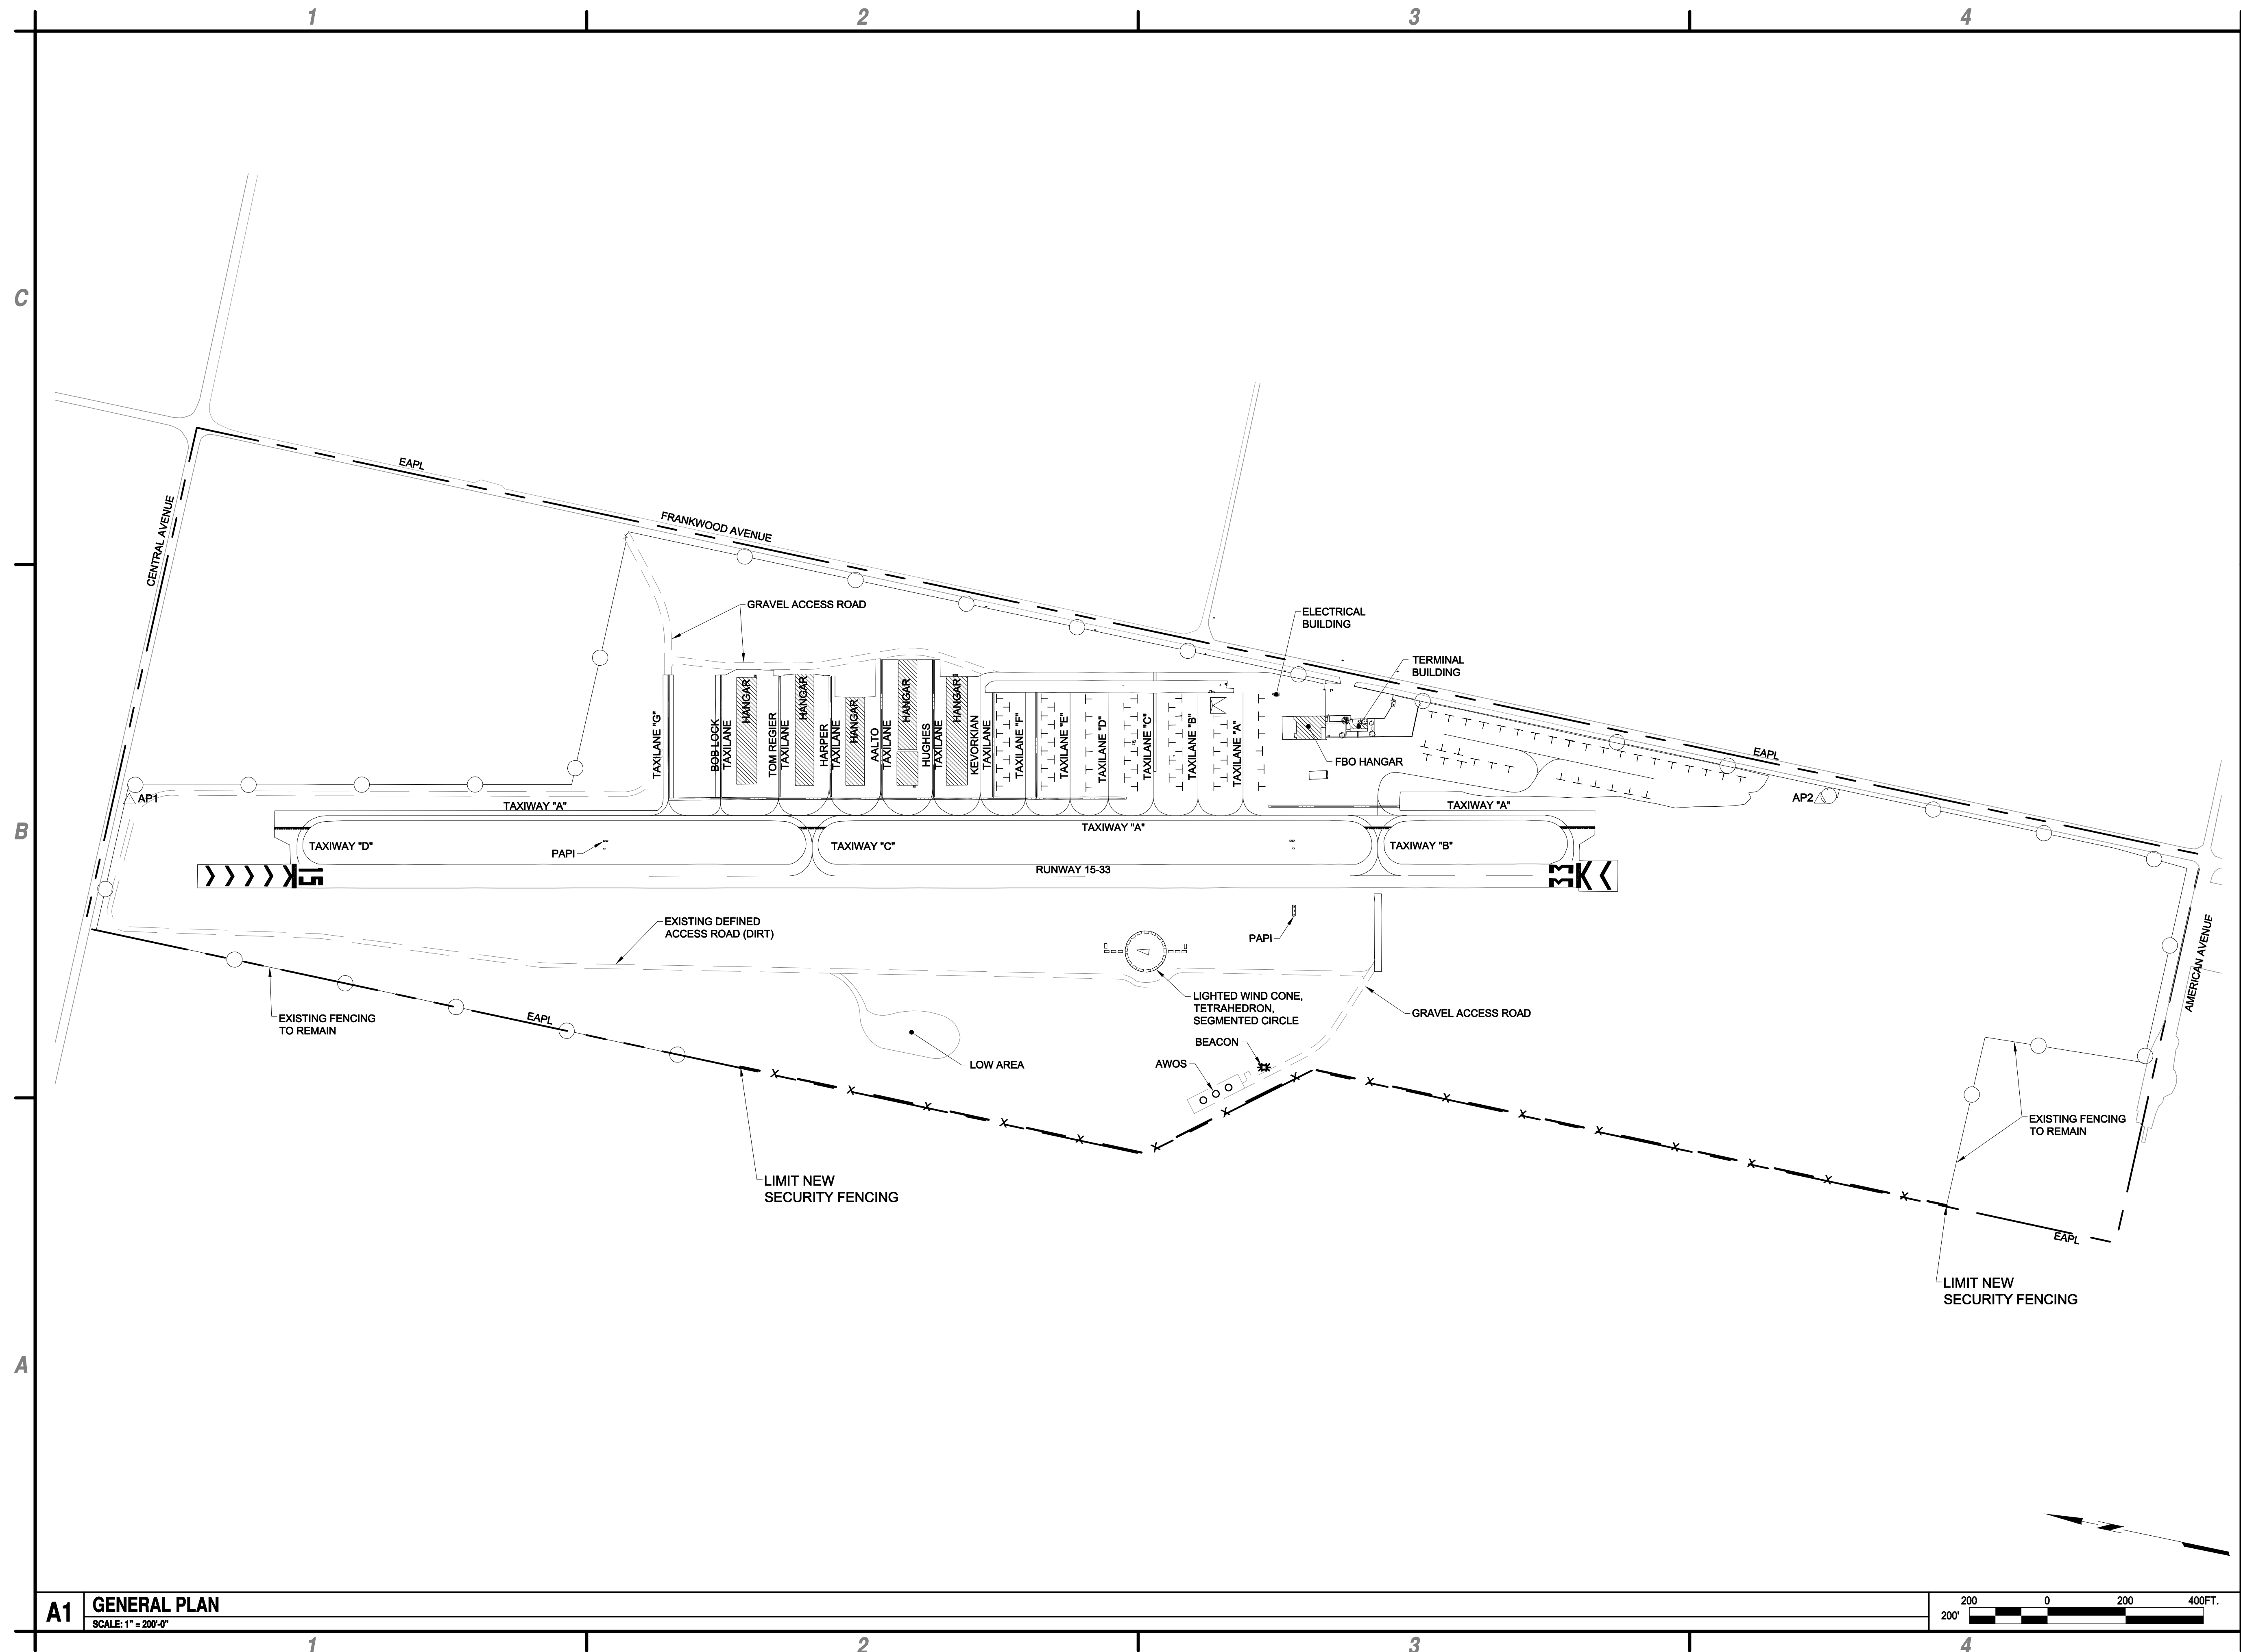 1 2 3 4
C
EAPL
CENTRAL AVENUE
FRANKWOOD AVENUE
GRAVEL ACCESS ROAD
ELECTRICAL
BUILDING
TERMINAL
BUILDING
TAXILANE "G"
BOB LOCK
TAXILANE
HANGAR
TOM REGIER
TAXILANE
HANGAR
HARPER
TAXILANE
HANGAR
AALTO
TAXILANE
HANGAR
HUGHES
TAXILANE
HANGAR
KEVORKIAN
TAXILANE
TAXILANE "F"
TAXILANE "E"
TAXILANE "D"
TAXILANE "C"
TAXILANE "B"
TAXILANE "A"
FBO HANGAR
EAPL
AP1
AP2
TAXIWAY "A"
TAXIWAY "A"
TAXIWAY "A"
B
TAXIWAY "D"
PAPI
TAXIWAY "C"
TAXIWAY "B"
15
RUNWAY 15-33
33
EXISTING DEFINED
ACCESS ROAD (DIRT)
PAPI
AMERICAN AVENUE
LIGHTED WIND CONE,
TETRAHEDRON,
SEGMENTED CIRCLE
GRAVEL ACCESS ROAD
EXISTING FENCING
TO REMAIN
EAPL
BEACON
AWOS
LOW AREA
EXISTING FENCING
TO REMAIN
LIMIT NEW
SECURITY FENCING
EAPL
LIMIT NEW
SECURITY FENCING
A
A1
GENERAL PLAN
SCALE: 1" = 200'-0"
200 0 200 400FT.
200'
1 2 3 4